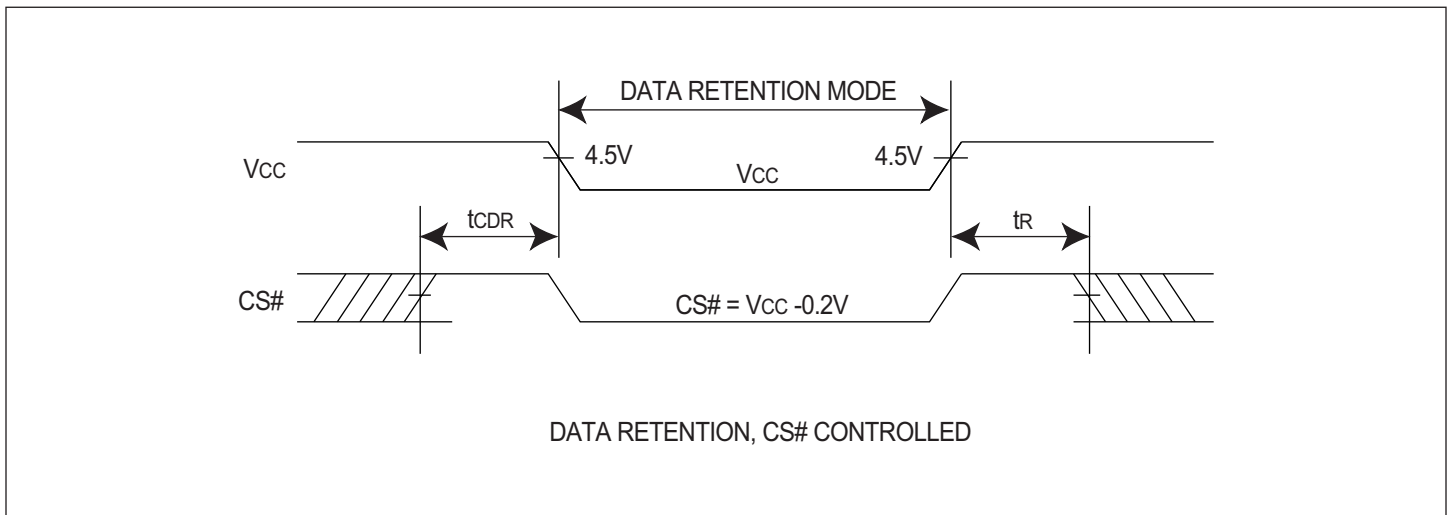 DATA RETENTION MODE
4.5V
4.5V
VCC
VCC
tCDR
tR
CS#
CS# = VCC -0.2V
DATA RETENTION, CS# CONTROLLED